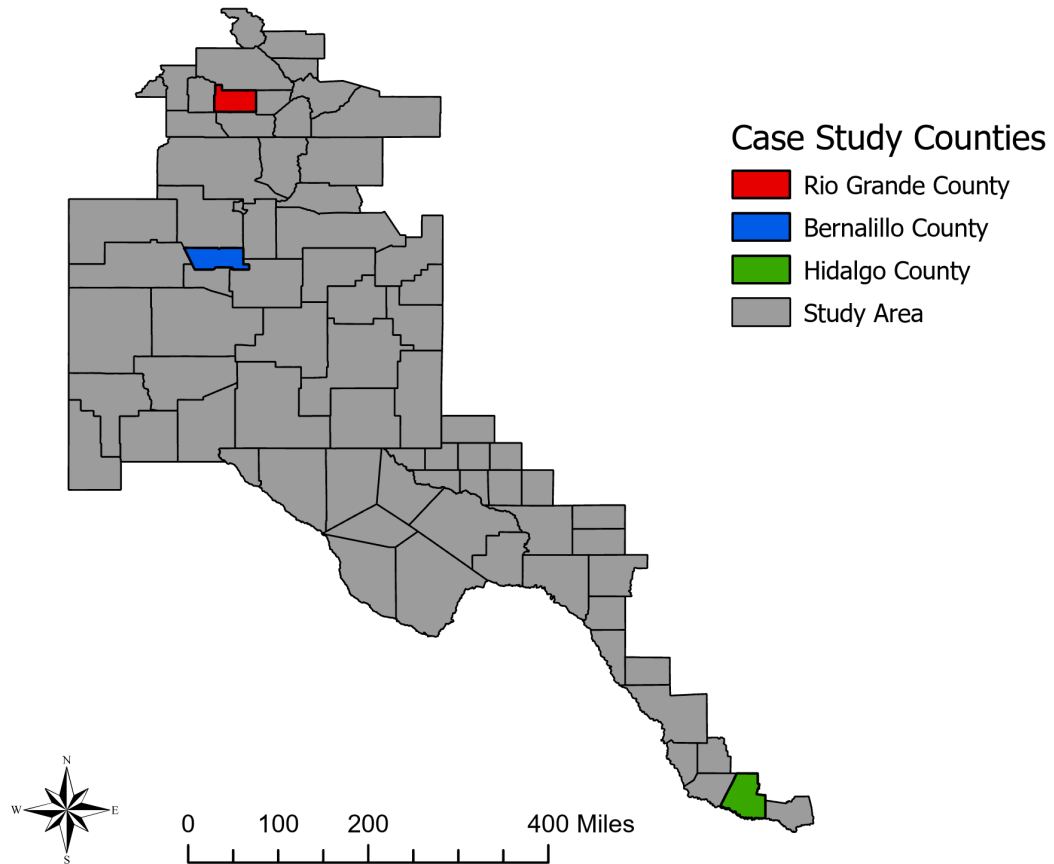 Case Study Counties
Rio Grande County
Bernalillo County
Hidalgo County
Study Area
N
W E
S
0 100 200 400 Miles